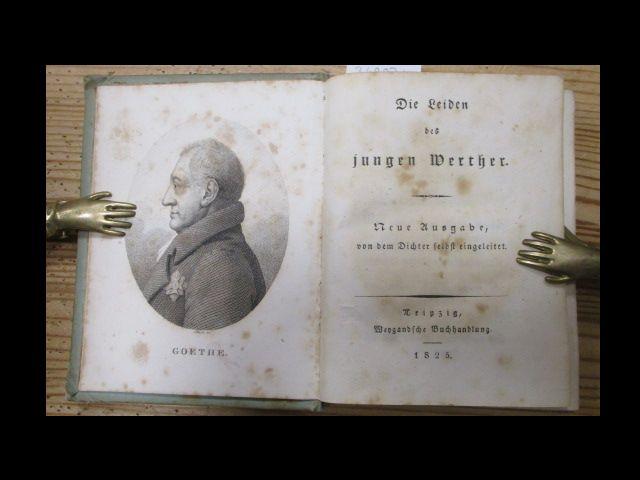 GOETHE.
Die Leiden
des
jungen Werther.
Neue Ausgabe,
von dem Dichter selbst eingeleitet.
Leipzig,
Weygandsche Buchhandlung.
1825.